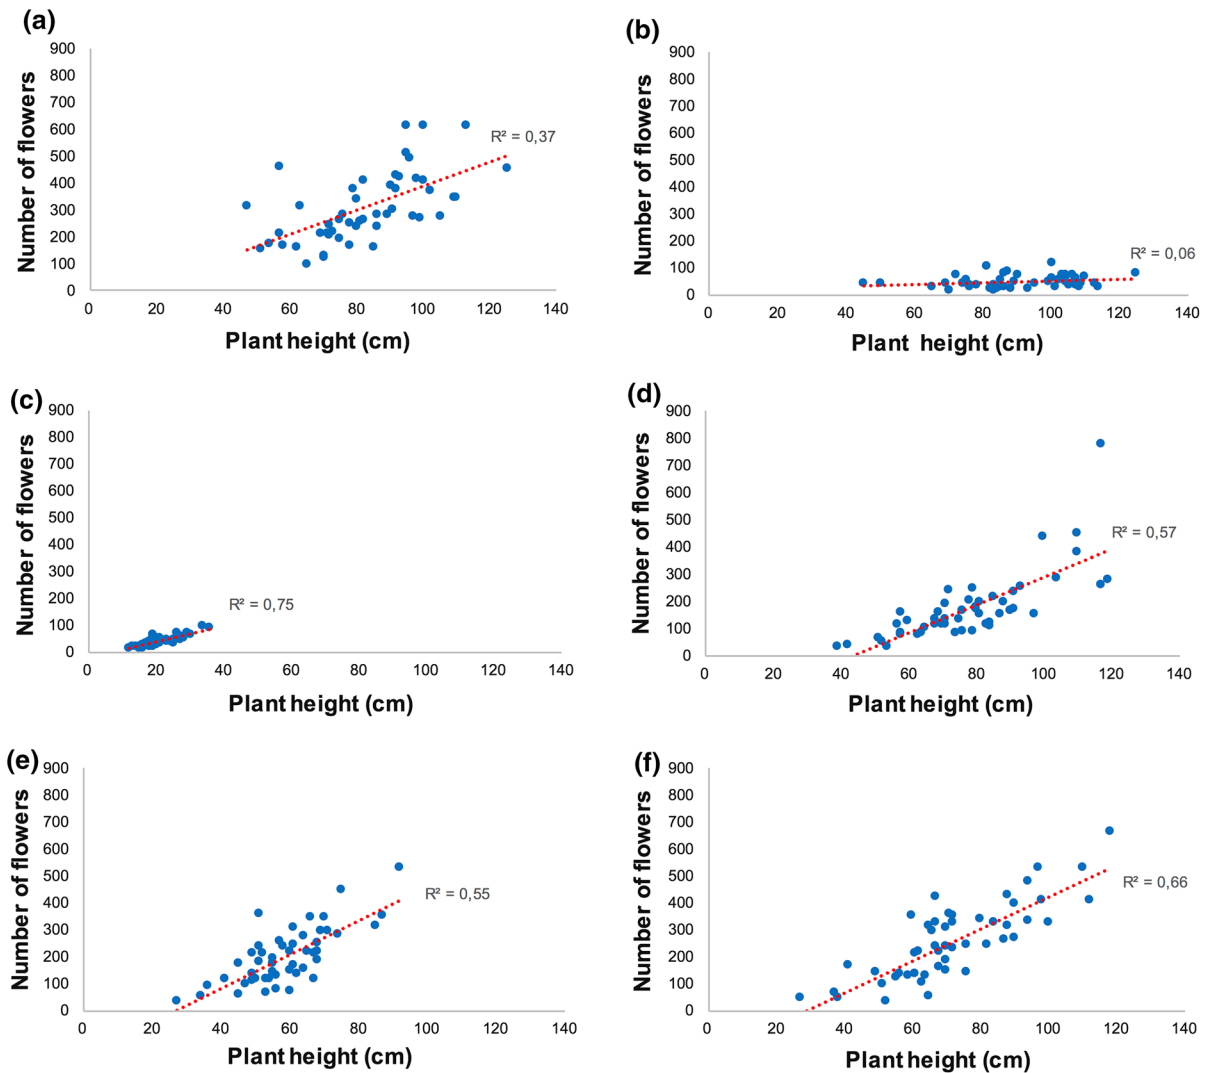 (a)
900
800
700
600
500
400
300
200
100
0
Number of flowers
R² = 0,37
0 20 40 60 80 100 120 140
Plant height (cm)
(b)
900
800
700
600
500
400
300
200
100
0
Number of flowers
R² = 0,06
0 20 40 60 80 100 120 140
Plant height (cm)
(c)
900
800
700
600
500
400
300
200
100
0
Number of flowers
R² = 0,75
0 20 40 60 80 100 120 140
Plant height (cm)
(d)
900
800
700
600
500
400
300
200
100
0
Number of flowers
R² = 0,57
0 20 40 60 80 100 120 140
Plant height (cm)
(e)
900
800
700
600
500
400
300
200
100
0
Number of flowers
R² = 0,55
0 20 40 60 80 100 120 140
Plant height (cm)
(f)
900
800
700
600
500
400
300
200
100
0
Number of flowers
R² = 0,66
0 20 40 60 80 100 120 140
Plant height (cm)